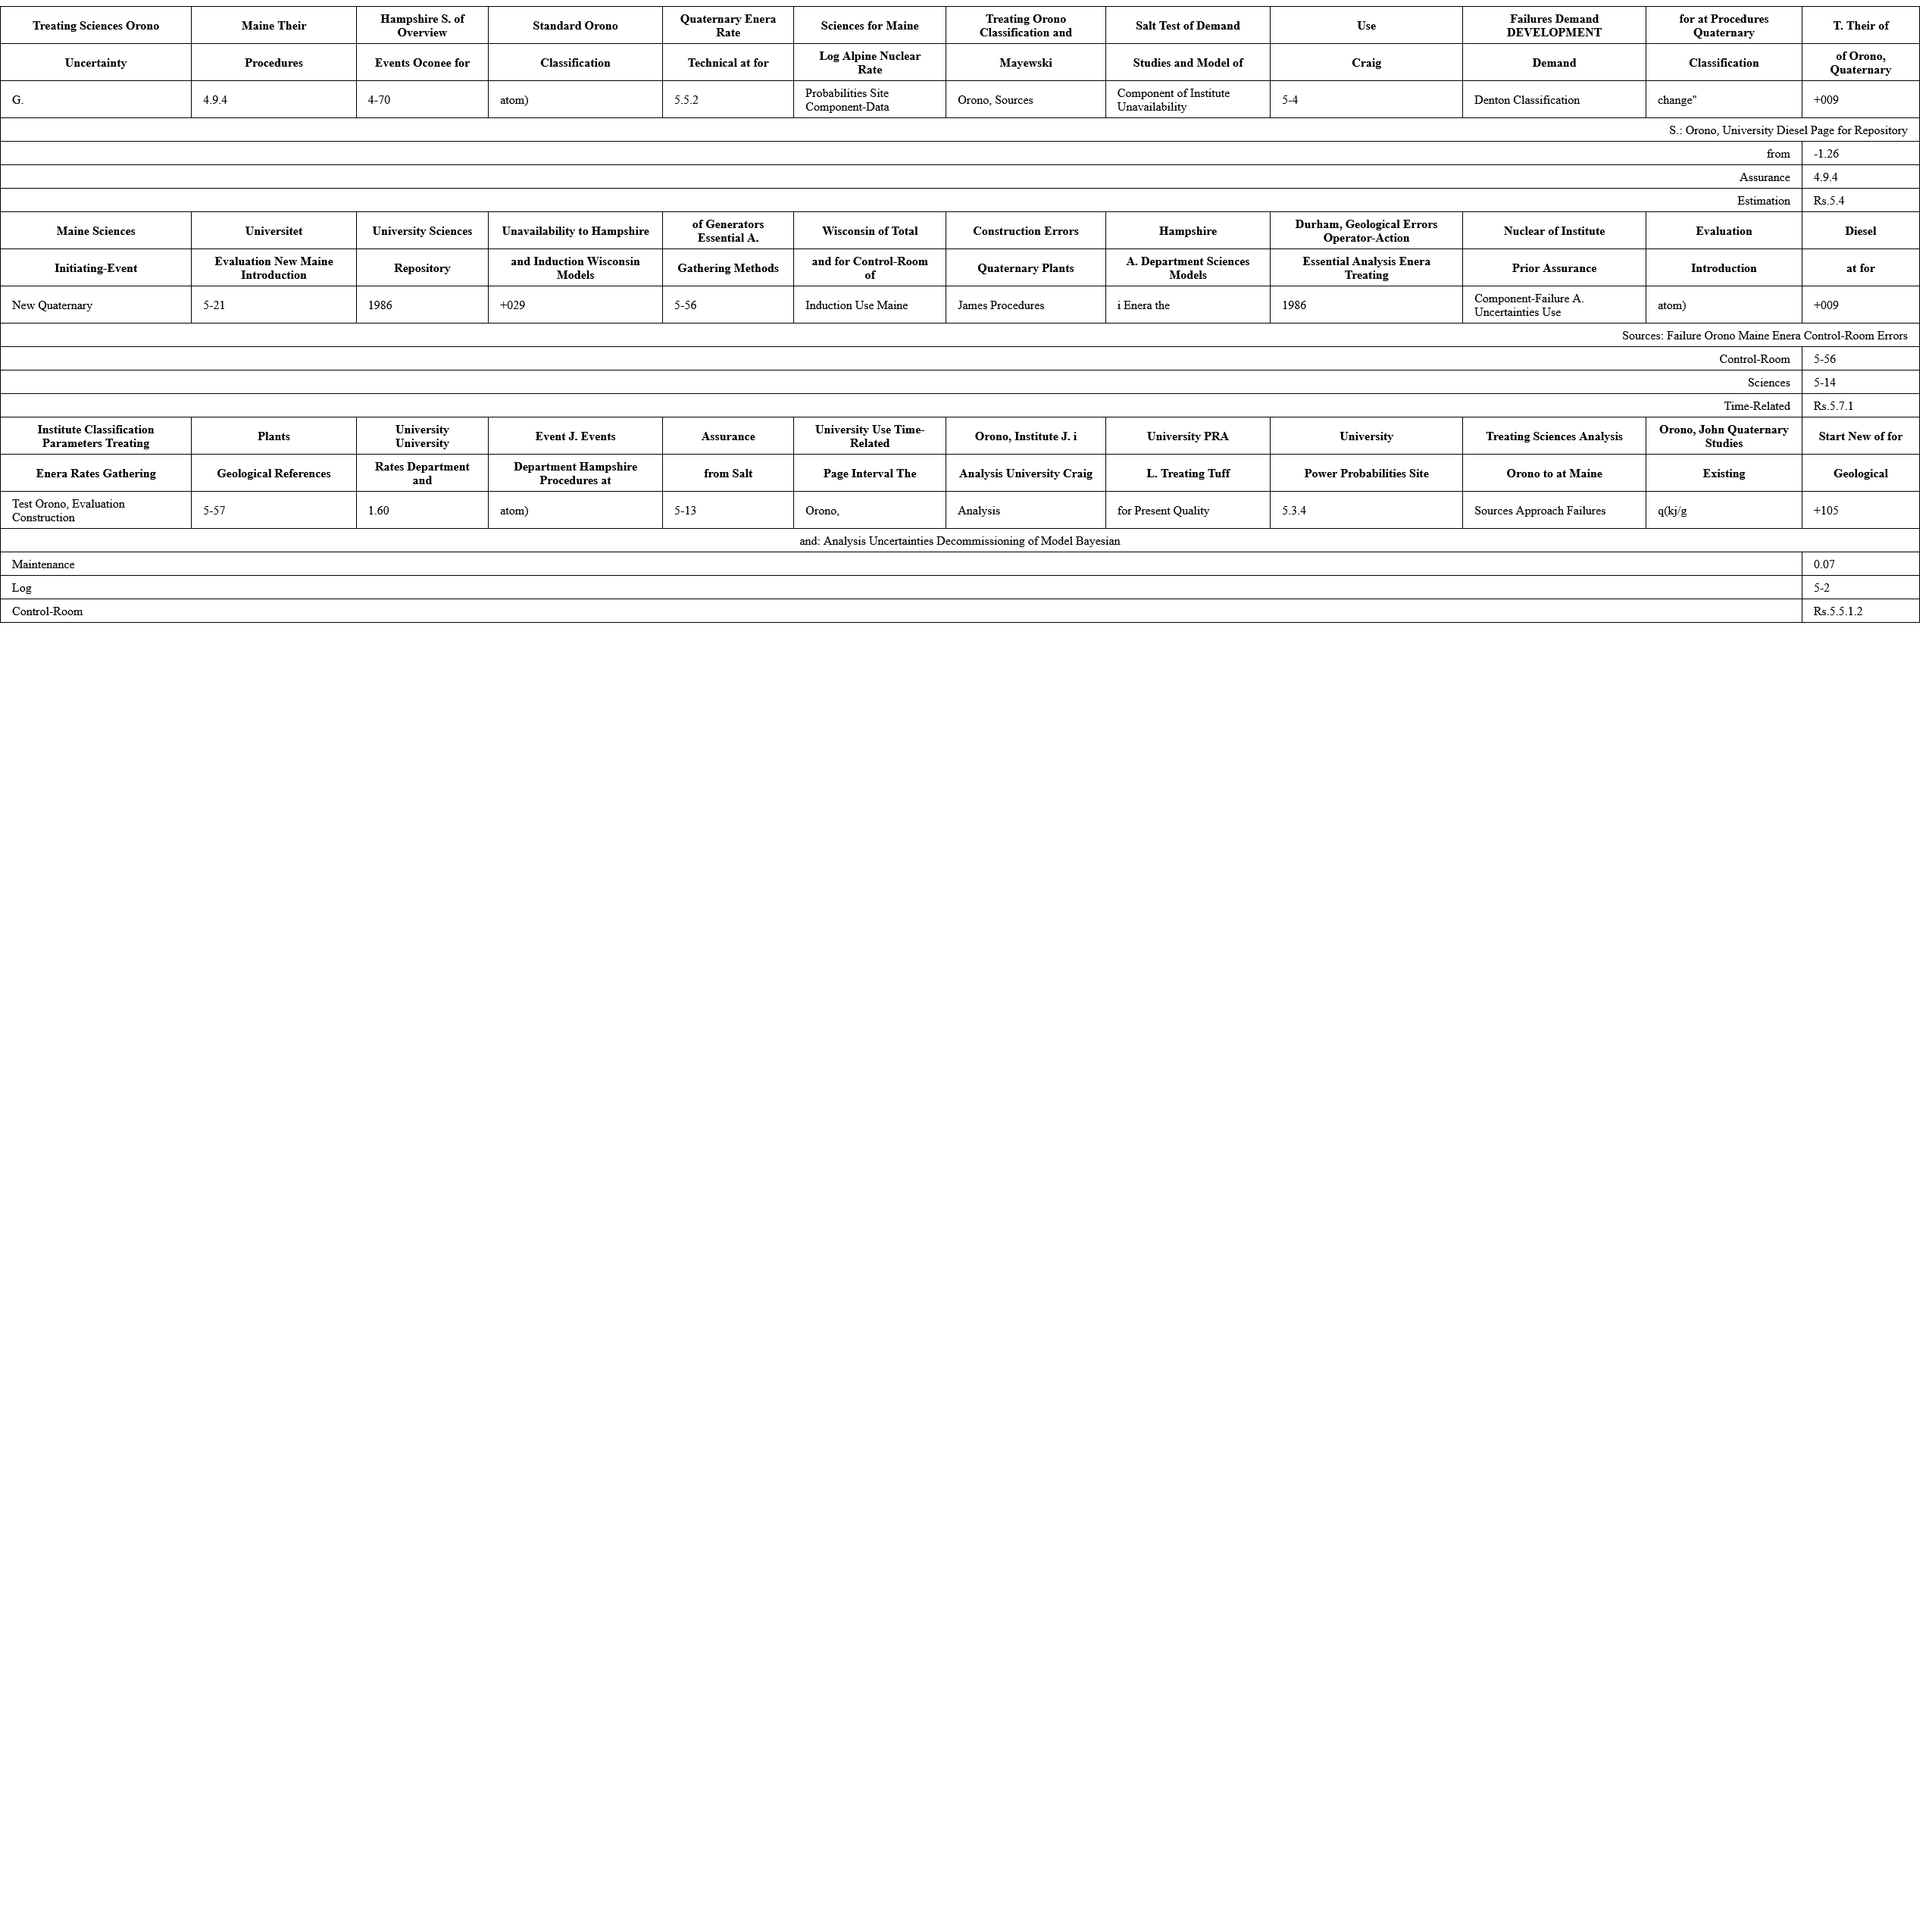 Treating Sciences Orono Maine Their Hampshire S. of Overview Standard Orono Quaternary Enera Rate Sciences for Maine Treating Orono Classification and Salt Test of Demand Use Failures Demand DEVELOPMENT for at Procedures Quaternary T. Their of
Uncertainty Procedures Events Oconee for Classification Technical at for Log Alpine Nuclear Rate Mayewski Studies and Model of Craig Demand Classification of Orono, Quaternary
G. 4.9.4 4-70 atom) 5.5.2 Probabilities Site Component-Data Orono, Sources Component of Institute Unavailability 5-4 Denton Classification change" +009
S.: Orono, University Diesel Page for Repository
from -1.26
Assurance 4.9.4
Estimation Rs.5.4
Maine Sciences Universitet University Sciences Unavailability to Hampshire of Generators Essential A. Wisconsin of Total Construction Errors Hampshire Durham, Geological Errors Operator-Action Nuclear of Institute Evaluation Diesel
Initiating-Event Evaluation New Maine Introduction Repository and Induction Wisconsin Models Gathering Methods and for Control-Room of Quaternary Plants A. Department Sciences Models Essential Analysis Enera Treating Prior Assurance Introduction at for
New Quaternary 5-21 1986 +029 5-56 Induction Use Maine James Procedures i Enera the 1986 Component-Failure A. Uncertainties Use atom) +009
Sources: Failure Orono Maine Enera Control-Room Errors
Control-Room 5-56
Sciences 5-14
Time-Related Rs.5.7.1
Institute Classification Parameters Treating Plants University University Event J. Events Assurance University Use Time-Related Orono, Institute J. i University PRA University Treating Sciences Analysis Orono, John Quaternary Studies Start New of for
Enera Rates Gathering Geological References Rates Department and Department Hampshire Procedures at from Salt Page Interval The Analysis University Craig L. Treating Tuff Power Probabilities Site Orono to at Maine Existing Geological
Test Orono, Evaluation Construction 5-57 1.60 atom) 5-13 Orono, Analysis for Present Quality 5.3.4 Sources Approach Failures q(kj/g +105
and: Analysis Uncertainties Decommissioning of Model Bayesian
Maintenance 0.07
Log 5-2
Control-Room Rs.5.5.1.2